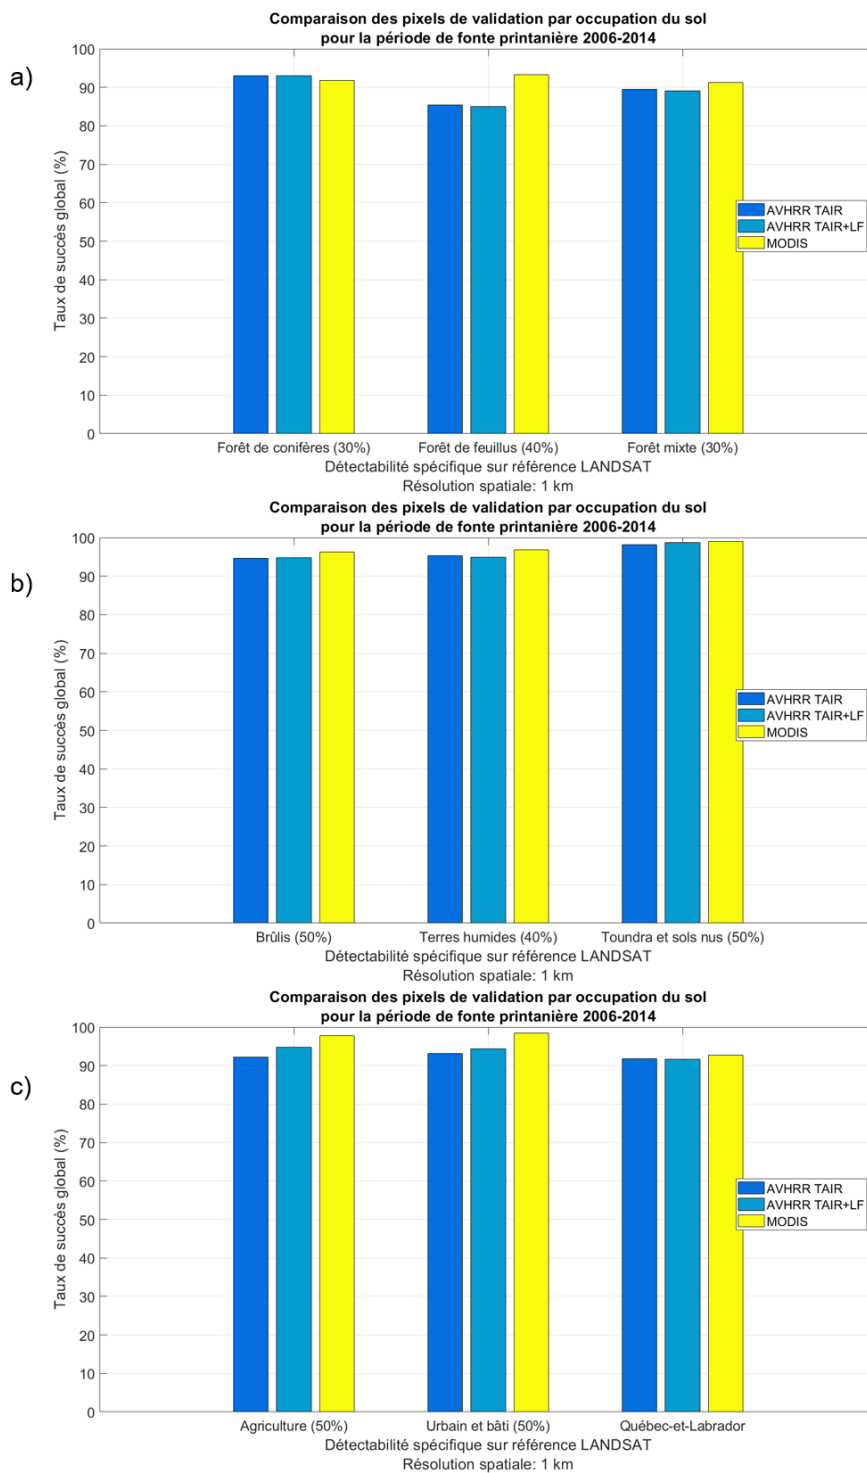 a)
Comparaison des pixels de validation par occupation du sol
pour la période de fonte printanière 2006-2014
Taux de succès global (%)
100
90
80
70
60
50
40
30
20
10
0
AVHRR TAIR
AVHRR TAIR+LF
MODIS
Forêt de conifères (30%) Forêt de feuillus (40%) Forêt mixte (30%)
Détectabilité spécifique sur référence LANDSAT
Résolution spatiale: 1 km
b)
Comparaison des pixels de validation par occupation du sol
pour la période de fonte printanière 2006-2014
Taux de succès global (%)
100
90
80
70
60
50
40
30
20
10
0
AVHRR TAIR
AVHRR TAIR+LF
MODIS
Brûlis (50%) Terres humides (40%) Toundra et sols nus (50%)
Détectabilité spécifique sur référence LANDSAT
Résolution spatiale: 1 km
c)
Comparaison des pixels de validation par occupation du sol
pour la période de fonte printanière 2006-2014
Taux de succès global (%)
100
90
80
70
60
50
40
30
20
10
0
AVHRR TAIR
AVHRR TAIR+LF
MODIS
Agriculture (50%) Urbain et bâti (50%) Québec-et-Labrador
Détectabilité spécifique sur référence LANDSAT
Résolution spatiale: 1 km